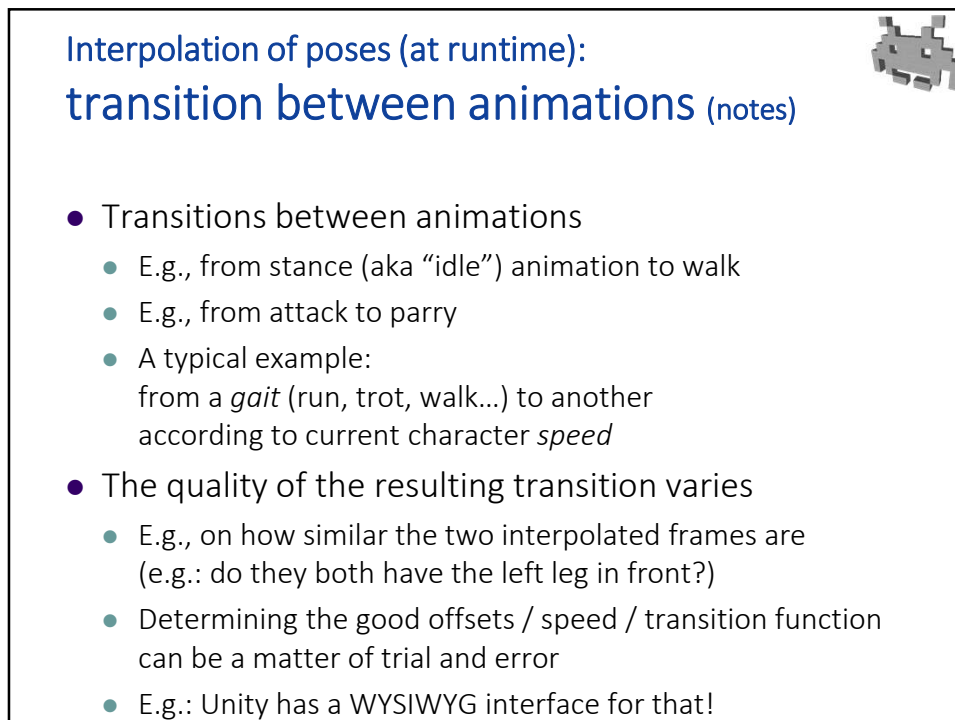 Interpolation of poses (at runtime):
transition between animations (notes)
● Transitions between animations
● E.g., from stance (aka “idle”) animation to walk
● E.g., from attack to parry
● A typical example:
from a gait (run, trot, walk…) to another
according to current character speed
● The quality of the resulting transition varies
● E.g., on how similar the two interpolated frames are
(e.g.: do they both have the left leg in front?)
● Determining the good offsets / speed / transition function
can be a matter of trial and error
● E.g.: Unity has a WYSIWYG interface for that!